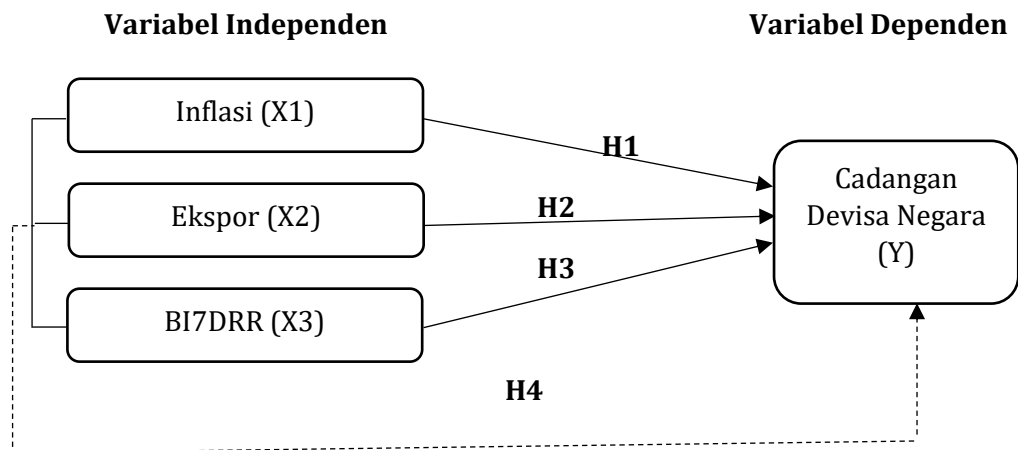 Variabel Independen
Variabel Dependen
Inflasi (X1)
H1
Ekspor (X2)
H2
Cadangan
Devisa Negara
(Y)
H3
BI7DRR (X3)
H4